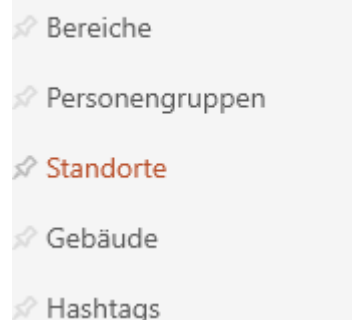 Bereiche
Personengruppen
Standorte
Gebäude
Hashtags